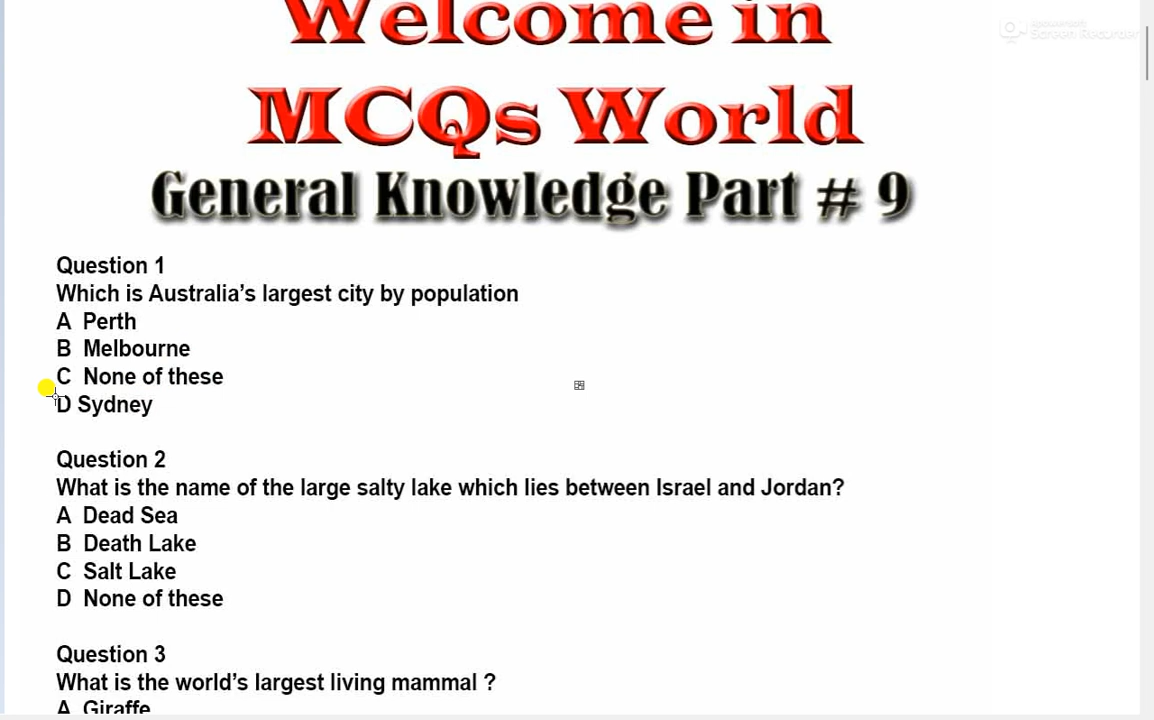 Welcome in
MCQs World
General Knowledge Part # 9
Question 1
Which is Australia’s largest city by population
A Perth
B Melbourne
C None of these
D Sydney
Question 2
What is the name of the large salty lake which lies between Israel and Jordan?
A Dead Sea
B Death Lake
C Salt Lake
D None of these
Question 3
What is the world’s largest living mammal ?
A Giraffe
Screen Recorder